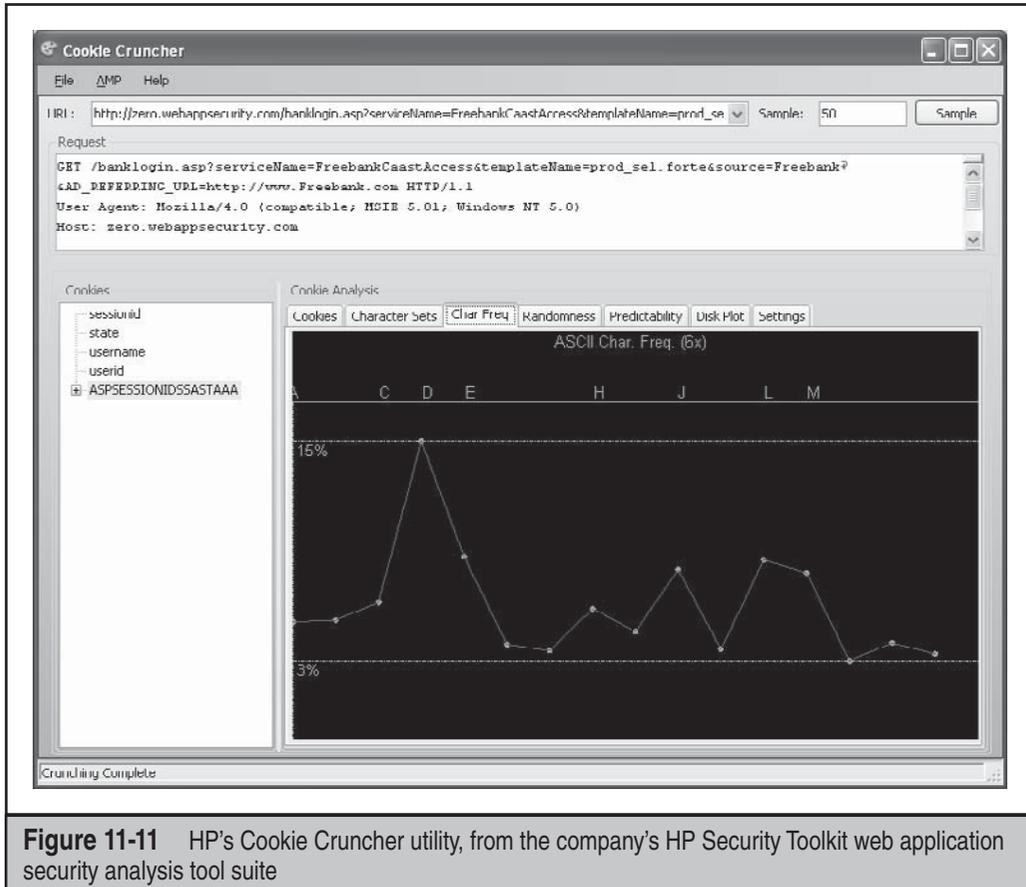 Cookie Cruncher
File AMP Help
URL: http://zero.webappsecurity.com/banklogin.asp?serviceName=FreebankCaastAccess&templateName=prod_se Sample: 50 Sample
Request
GET /banklogin.asp?serviceName=FreebankCaastAccess&templateName=prod_sel.forte&source=Freebank
&AD_REFERRING_URL=http://www.Freebank.com HTTP/1.1
User Agent: Mozilla/4.0 (compatible; MSIE 5.01; Windows NT 5.0)
Host: zero.webappsecurity.com
Cookies
sessionid
state
username
userid
ASPSESSIONIDSSASTAAA
Cookie Analysis
Cookies Character Sets Char Freq Randomness Predictability Disk Plot Settings
ASCII Char. Freq. (6x)
A C D E H J L M
15%
3%
Crunching Complete
Figure 11-11 HP's Cookie Cruncher utility, from the company's HP Security Toolkit web application
security analysis tool suite